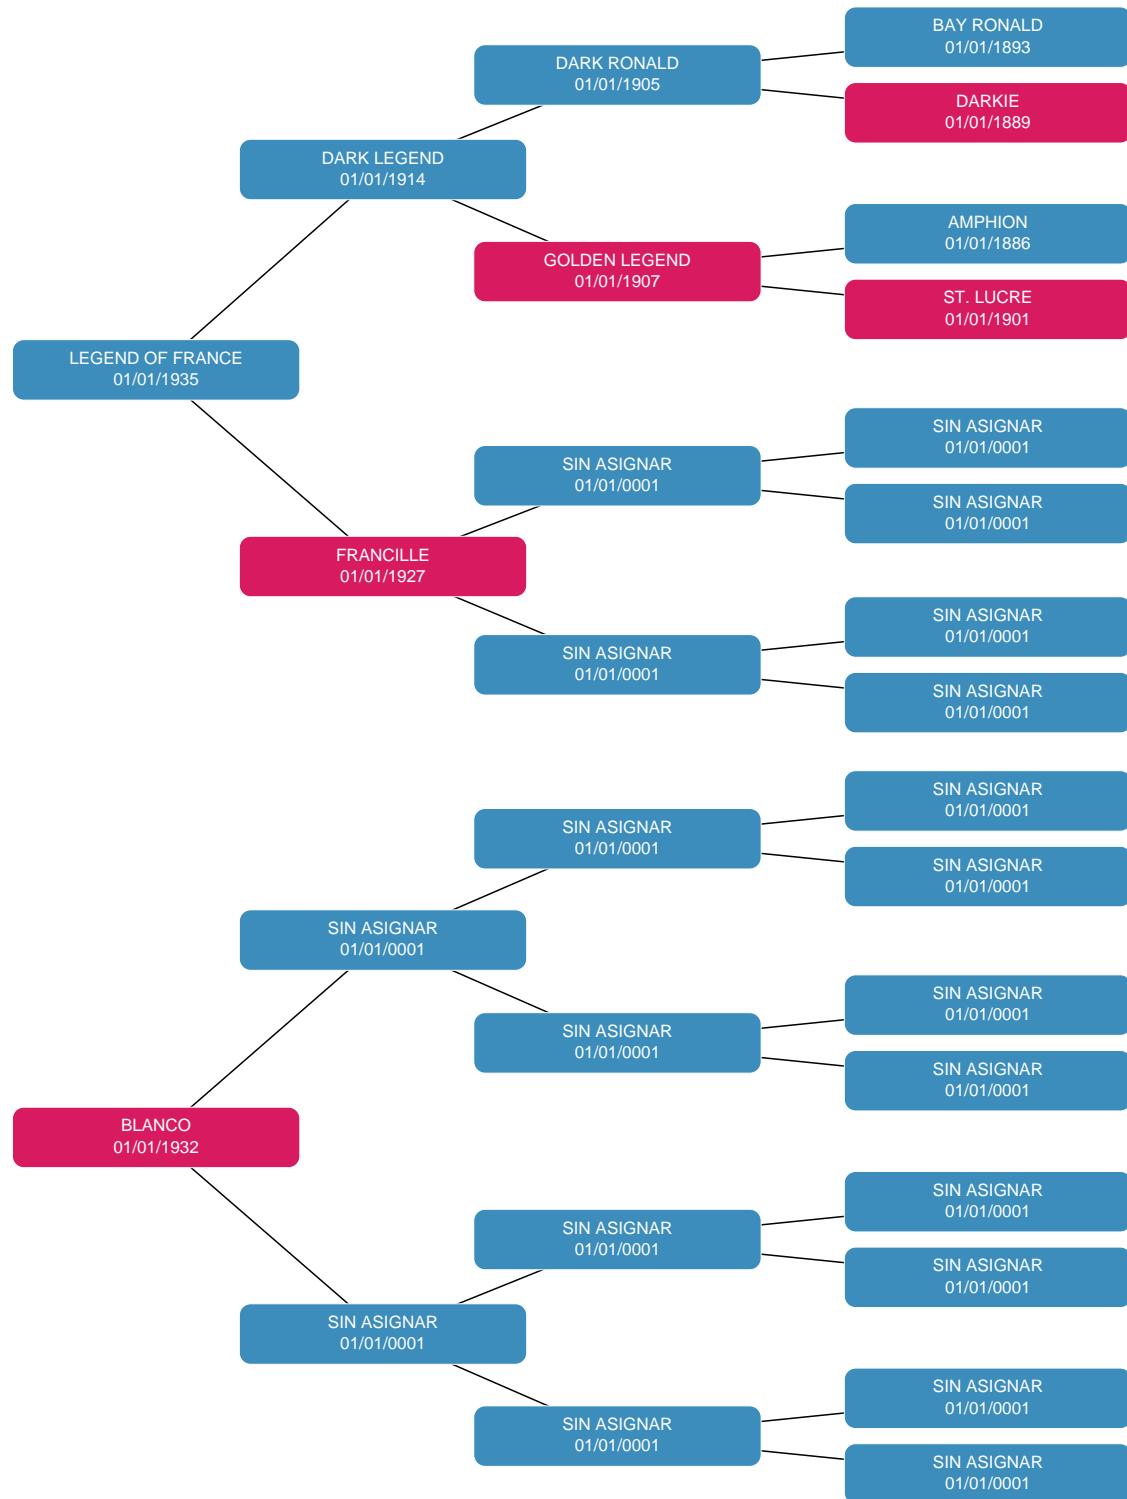 BAY RONALD
01/01/1893
DARK RONALD
01/01/1905
DARKIE
01/01/1889
DARK LEGEND
01/01/1914
AMPHION
01/01/1886
GOLDEN LEGEND
01/01/1907
ST. LUCRE
01/01/1901
LEGEND OF FRANCE
01/01/1935
SIN ASIGNAR
01/01/0001
SIN ASIGNAR
01/01/0001
SIN ASIGNAR
01/01/0001
FRANCILLE
01/01/1927
SIN ASIGNAR
01/01/0001
SIN ASIGNAR
01/01/0001
SIN ASIGNAR
01/01/0001
SIN ASIGNAR
01/01/0001
SIN ASIGNAR
01/01/0001
SIN ASIGNAR
01/01/0001
SIN ASIGNAR
01/01/0001
SIN ASIGNAR
01/01/0001
SIN ASIGNAR
01/01/0001
SIN ASIGNAR
01/01/0001
BLANCO
01/01/1932
SIN ASIGNAR
01/01/0001
SIN ASIGNAR
01/01/0001
SIN ASIGNAR
01/01/0001
SIN ASIGNAR
01/01/0001
SIN ASIGNAR
01/01/0001
SIN ASIGNAR
01/01/0001
SIN ASIGNAR
01/01/0001